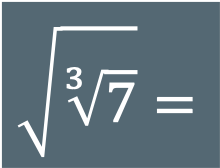 √∛7 =